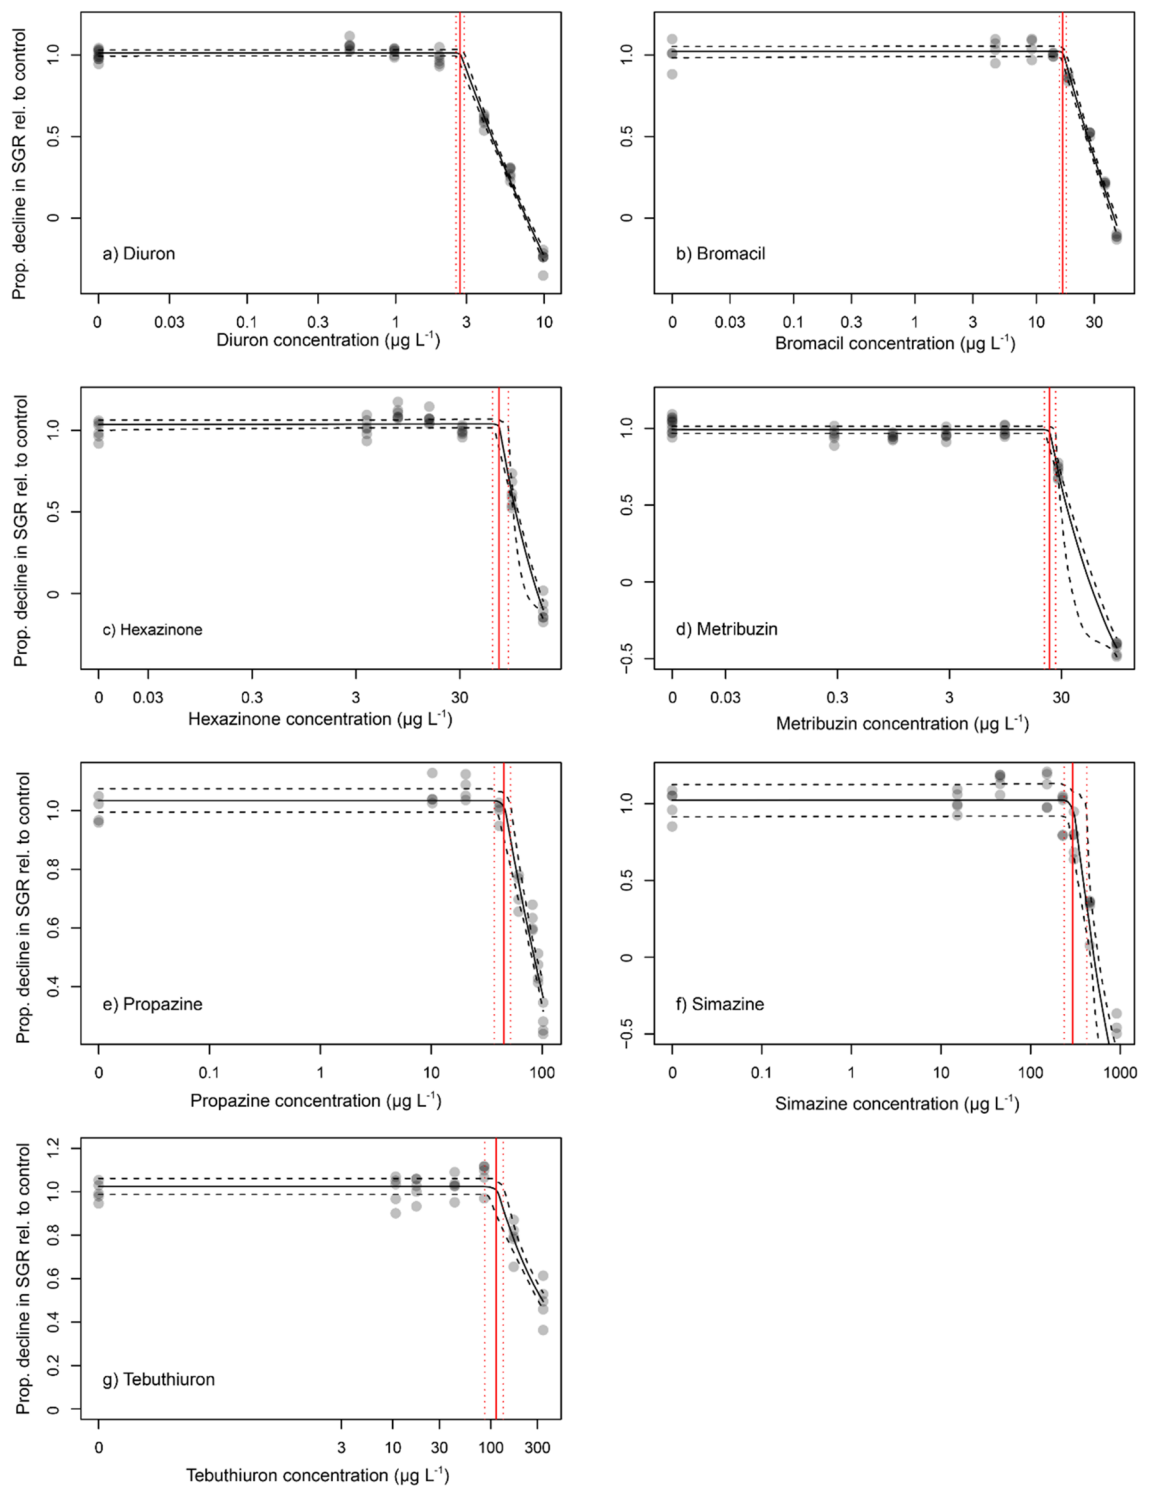 Prop. decline in SGR rel. to control
1.0
0.5
0
a) Diuron
0 0.03 0.1 0.3 1 3 10
Diuron concentration (µg L⁻¹)
1.0
0.5
0
b) Bromacil
0 0.03 0.1 0.3 1 3 10 30
Bromacil concentration (µg L⁻¹)
Prop. decline in SGR rel. to control
1.0
0.5
0
c) Hexazinone
0 0.03 0.3 3 30
Hexazinone concentration (µg L⁻¹)
1.0
0.5
0
−0.5
d) Metribuzin
0 0.03 0.3 3 30
Metribuzin concentration (µg L⁻¹)
Prop. decline in SGR rel. to control
1.0
0.8
0.6
0.4
e) Propazine
0 0.1 1 10 100
Propazine concentration (µg L⁻¹)
1.0
0.5
0
−0.5
f) Simazine
0 0.1 1 10 100 1000
Simazine concentration (µg L⁻¹)
Prop. decline in SGR rel. to control
1.2
1.0
0.8
0.6
0.4
0.2
0
g) Tebuthiuron
0 3 10 30 100 300
Tebuthiuron concentration (µg L⁻¹)